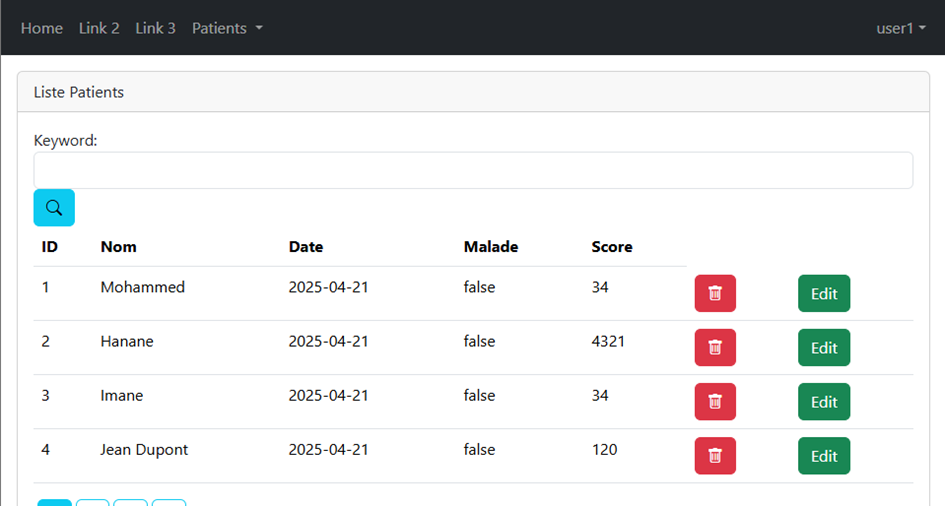 Home Link 2 Link 3 Patients user1
Liste Patients
Keyword:
ID Nom Date Malade Score
1 Mohammed 2025-04-21 false 34 Edit
2 Hanane 2025-04-21 false 4321 Edit
3 Imane 2025-04-21 false 34 Edit
4 Jean Dupont 2025-04-21 false 120 Edit